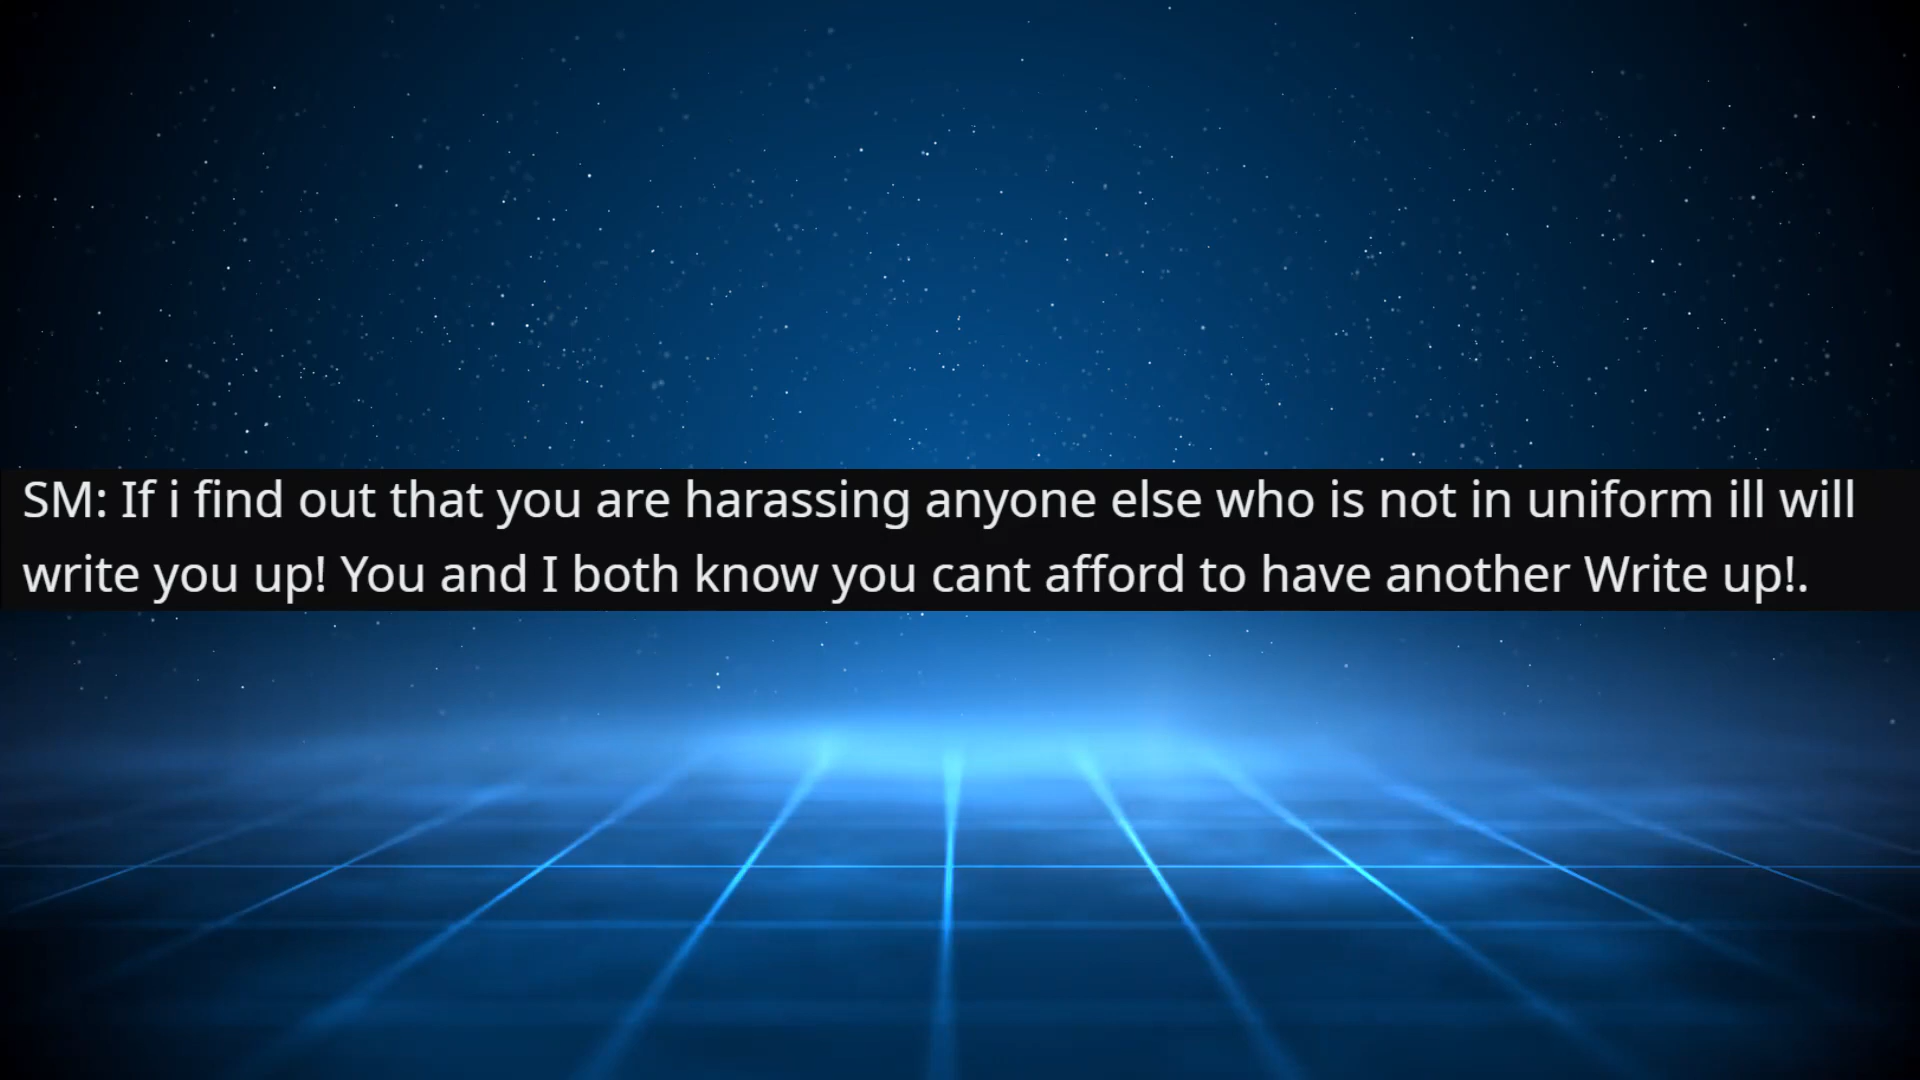 SM: If i find out that you are harassing anyone else who is not in uniform ill will
write you up! You and I both know you cant afford to have another Write up!.